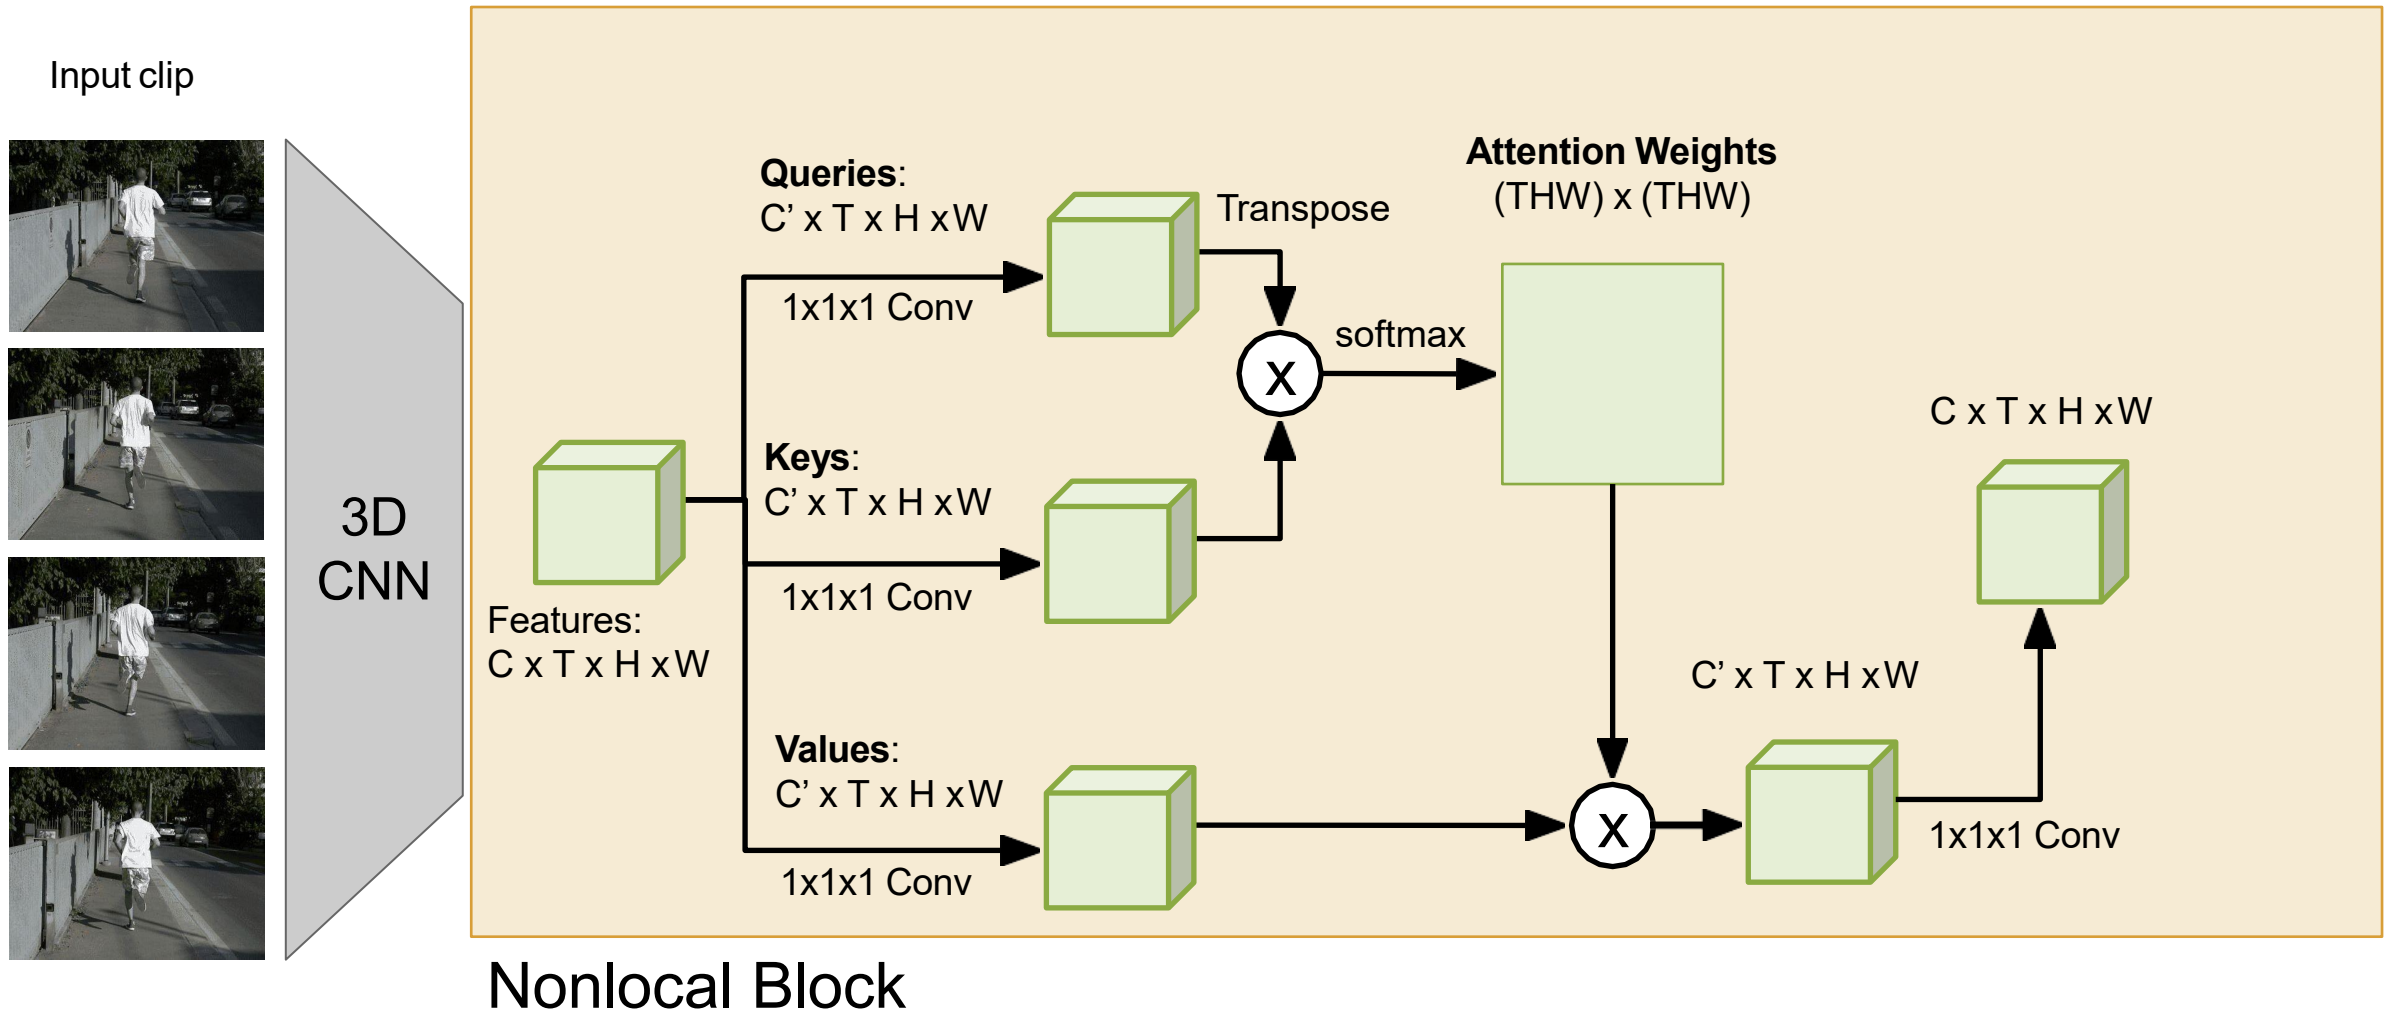 Input clip
3D
CNN
Features:
C x T x H x W
Queries:
C’ x T x H x W
1x1x1 Conv
Keys:
C’ x T x H x W
1x1x1 Conv
Values:
C’ x T x H x W
1x1x1 Conv
Transpose
x
softmax
Attention Weights
(THW) x (THW)
x
C’ x T x H x W
1x1x1 Conv
C x T x H x W
Nonlocal Block